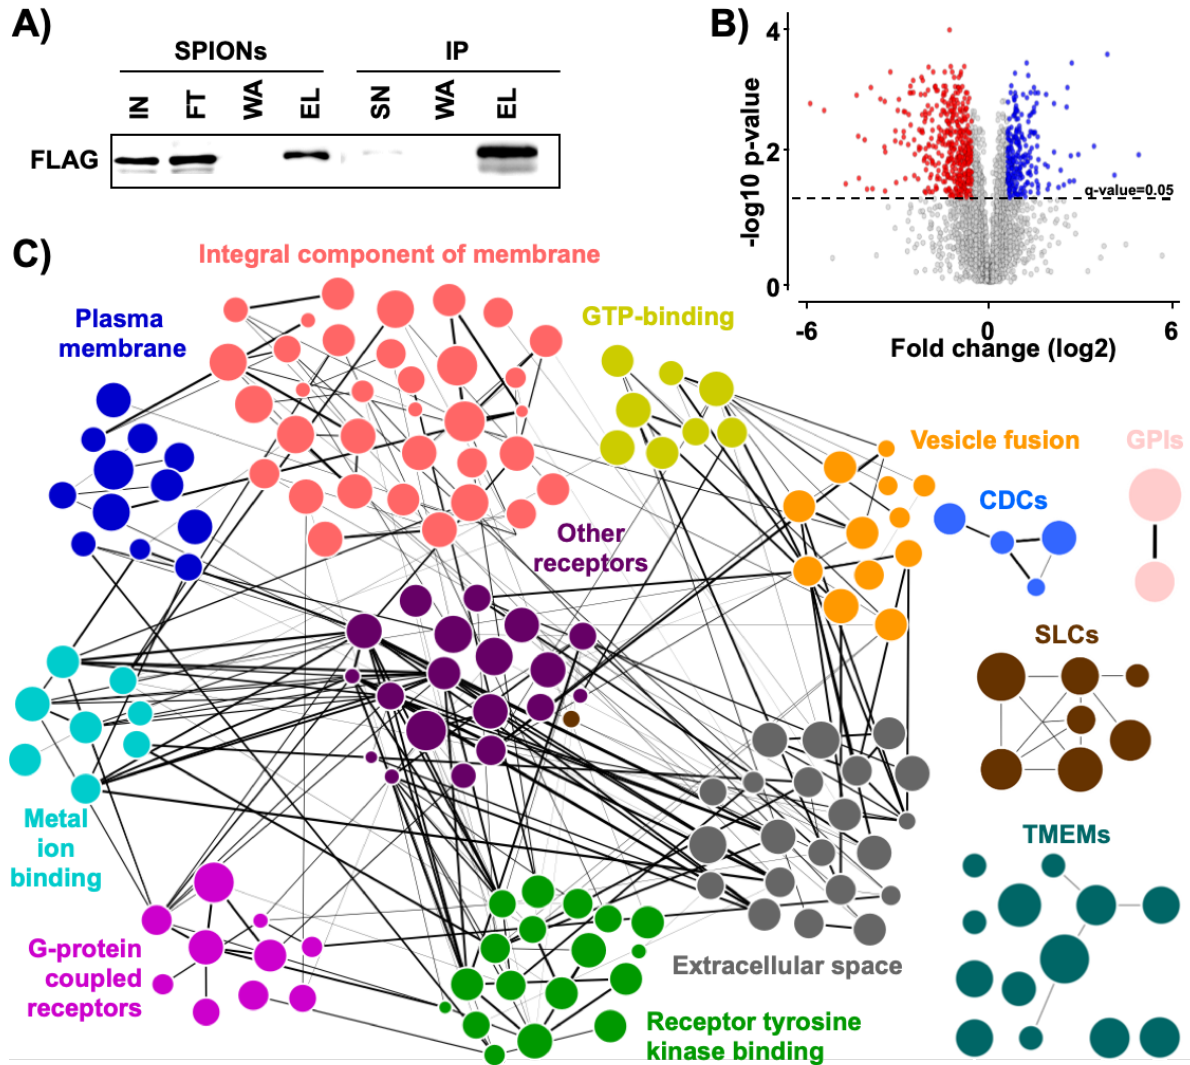 A)
SPIONs
IP
IN
FT
WA
EL
SN
WA
EL
FLAG
B)
4
2
0
-log10 p-value
q-value=0.05
-6
0
6
Fold change (log2)
C)
Integral component of membrane
Plasma
membrane
GTP-binding
Vesicle fusion
GPIs
CDCs
Other
receptors
SLCs
Metal
ion
binding
TMEMs
G-protein
coupled
receptors
Extracellular space
Receptor tyrosine
kinase binding